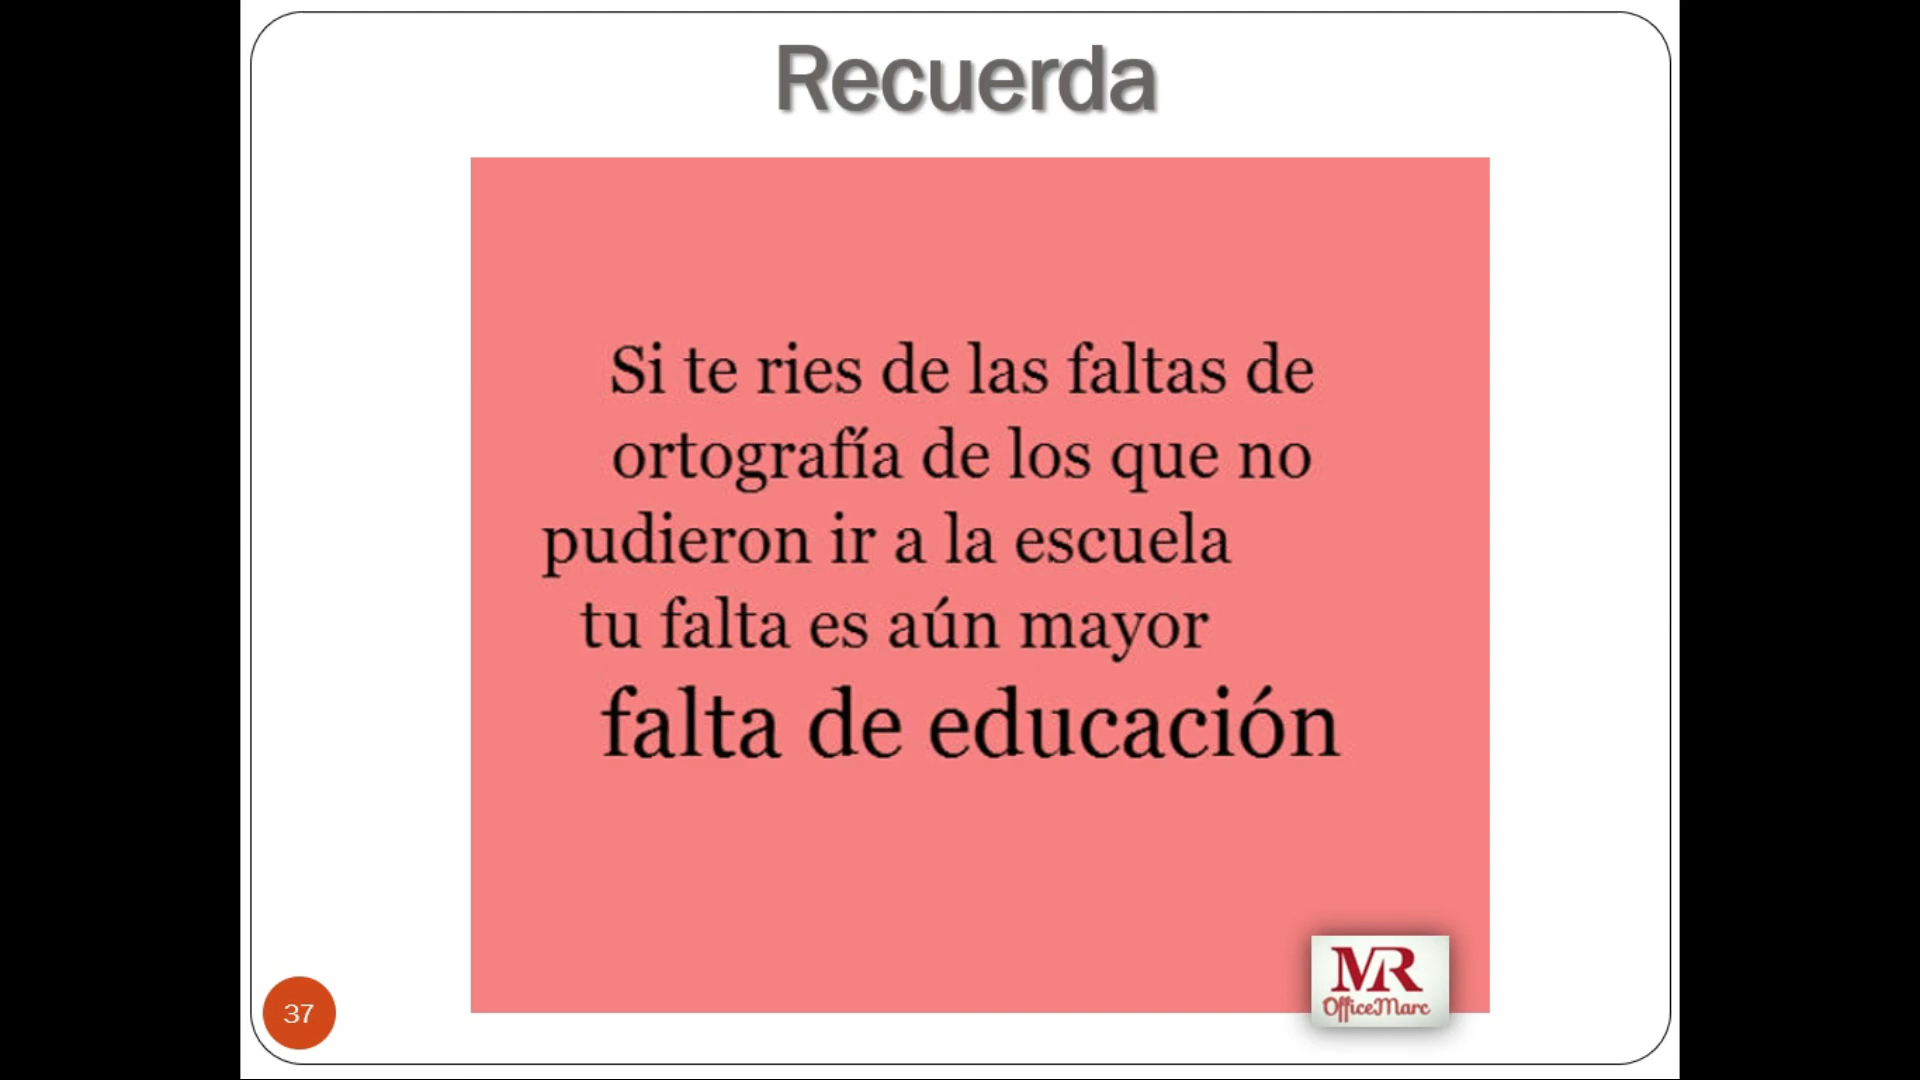 Recuerda
Si te ries de las faltas de
ortografía de los que no
pudieron ir a la escuela
tu falta es aún mayor
falta de educación
MR
OfficeMarc
37